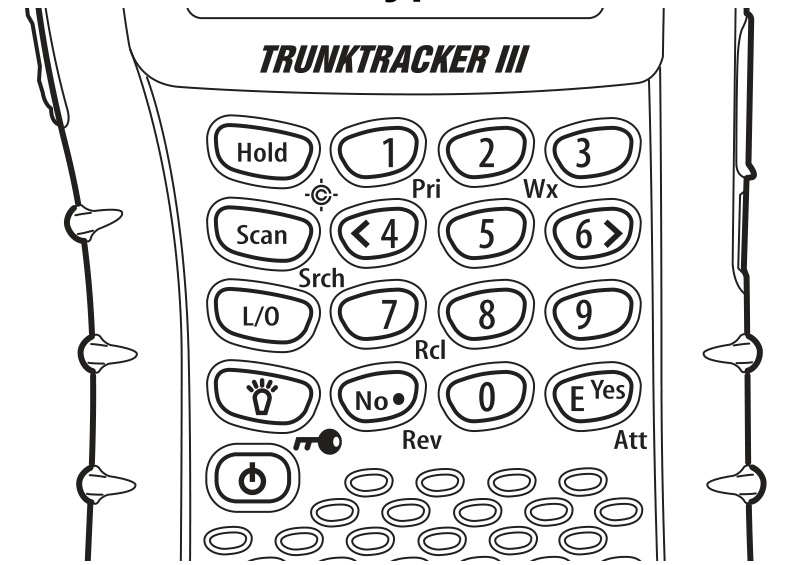 TRUNKTRACKER III
Hold 1 2 3
© Pri Wx
Scan < 4 5 6 >
Srch
L/O 7 8 9
Rcl
No• 0 E Yes
Rev Att